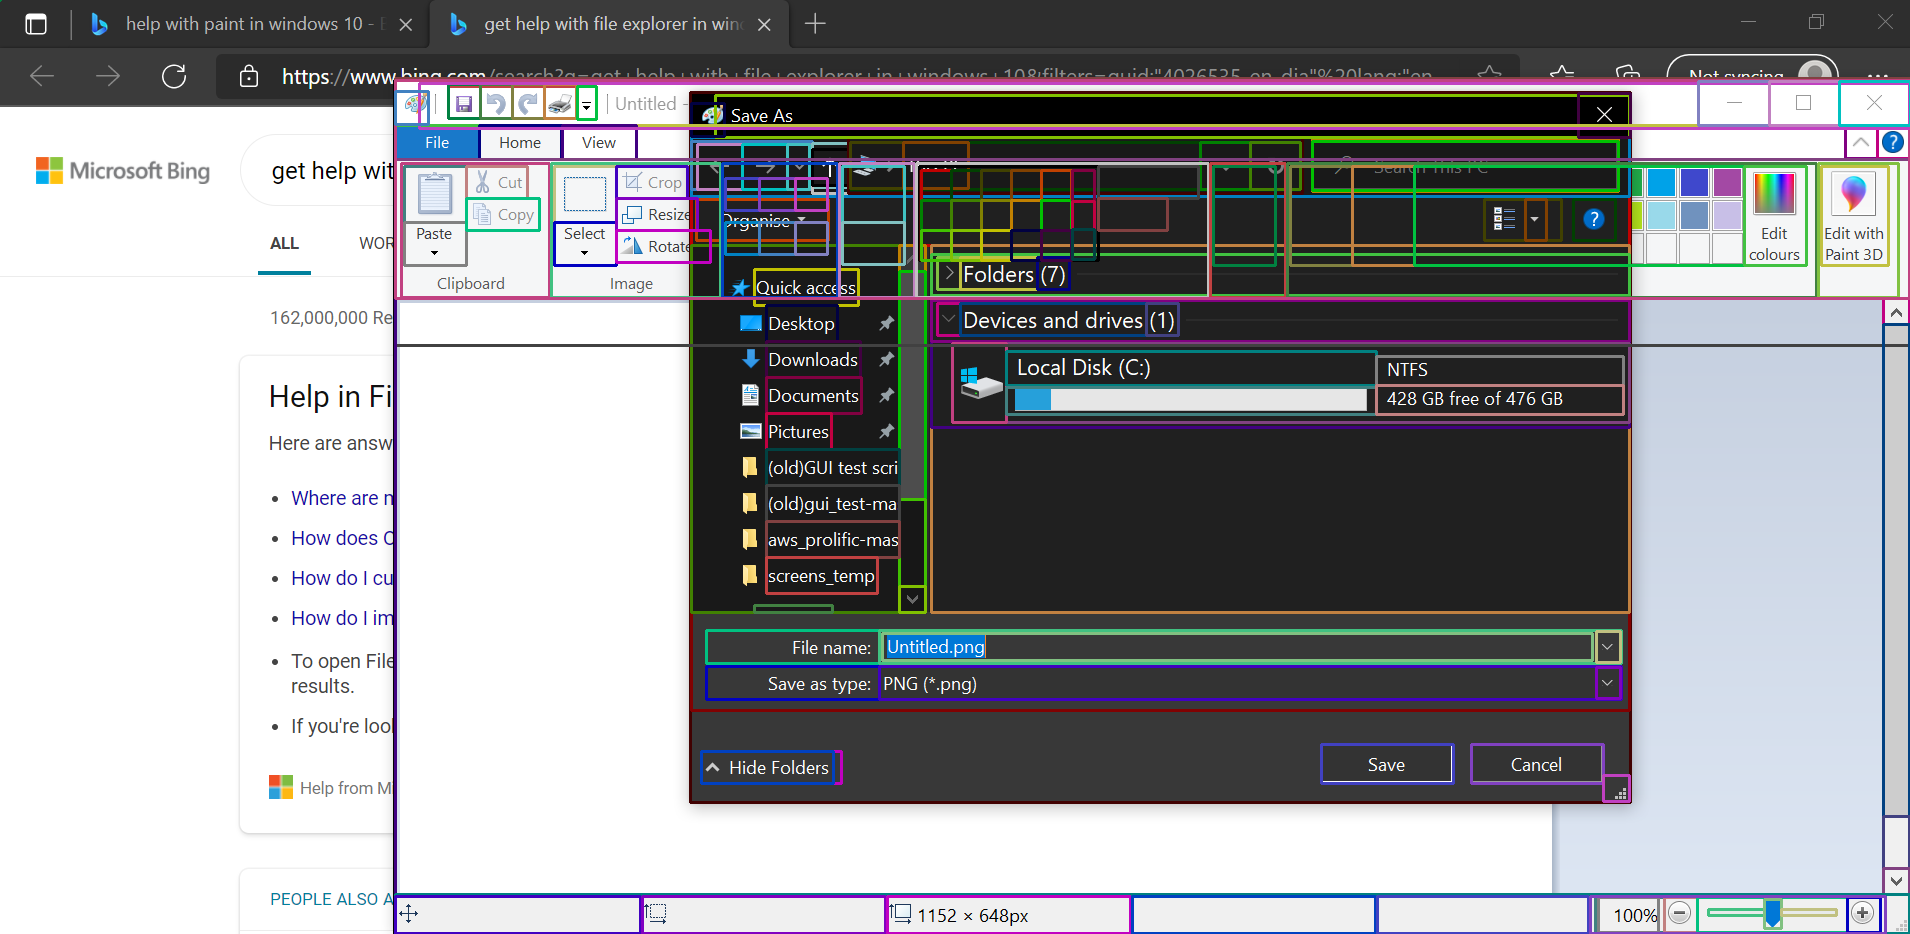 help with paint in windows 10 -
get help with file explorer in win
https://www.bing.com/search?q=get+help+with+file+explorer+in+windows+10&filters=guid:"4026535-en-dia"%20lang:"en
Not syncing
Untitled -
Save As
File
Home
View
Microsoft Bing
get help wit
Cut
Copy
Paste
Clipboard
Crop
Resize
Rotate
Select
Image
Search This PC
Organise
Edit colours
Edit with Paint 3D
ALL
WOR
Quick access
Desktop
Downloads
Documents
Pictures
(old)GUI test scri
(old)gui_test-ma
aws_prolific-mas
screens_temp
Folders (7)
Devices and drives (1)
Local Disk (C:)
NTFS
428 GB free of 476 GB
162,000,000 Re
Help in Fi
Here are answ
Where are n
How does C
How do I cu
How do I im
To open File
results.
If you're loo
Help from Mi
PEOPLE ALSO A
File name:
Untitled.png
Save as type:
PNG (*.png)
Hide Folders
Save
Cancel
1152 × 648px
100%